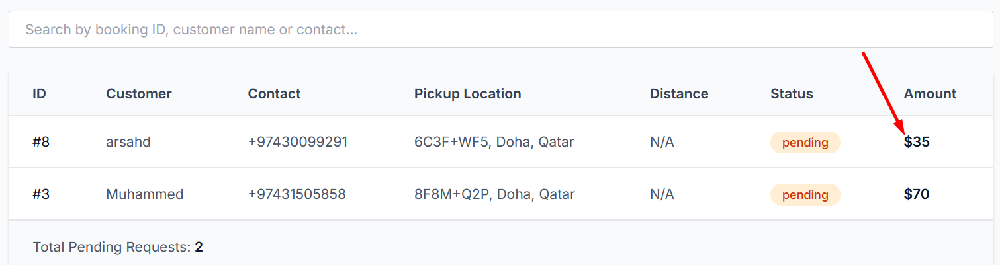 Search by booking ID, customer name or contact...
ID Customer Contact Pickup Location Distance Status Amount
#8 arsahd +97430099291 6C3F+WF5, Doha, Qatar N/A pending $35
#3 Muhammed +97431505858 8F8M+Q2P, Doha, Qatar N/A pending $70
Total Pending Requests: 2